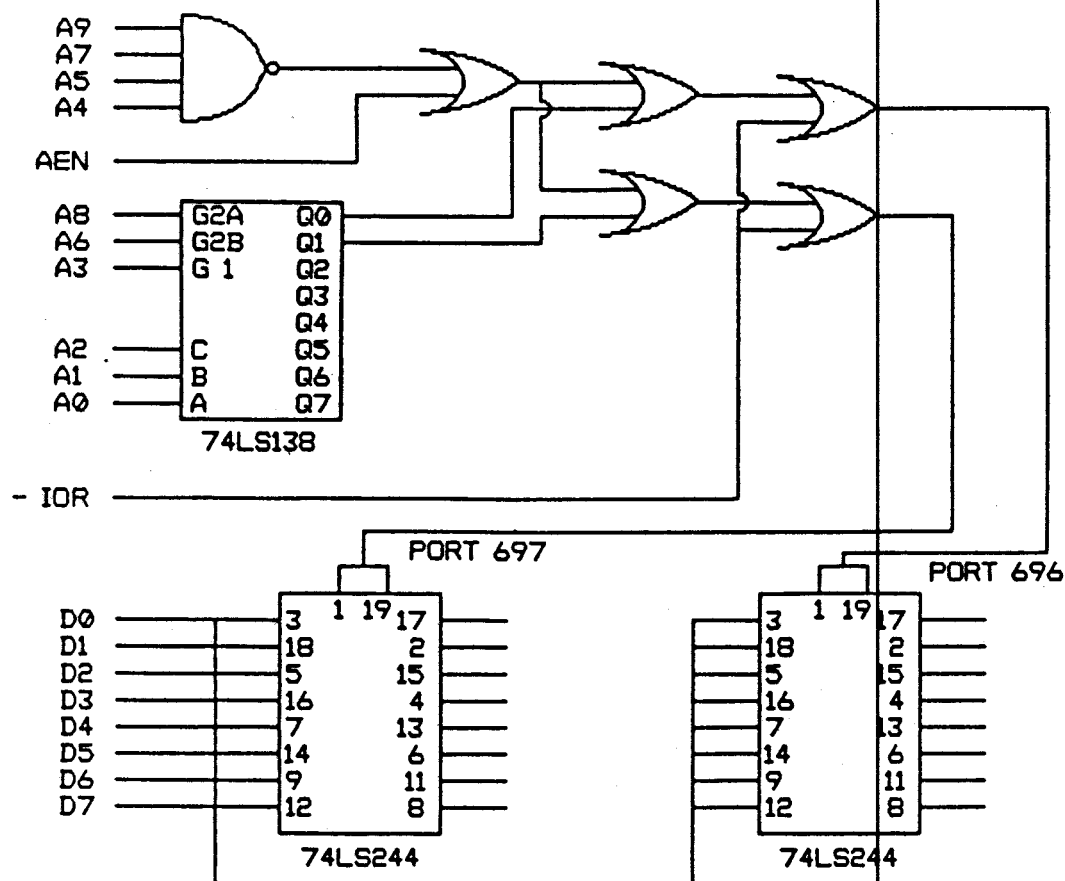 A9
A7
A5
A4
AEN
A8 G2A Q0
A6 G2B Q1
A3 G 1 Q2
Q3
Q4
A2 C Q5
A1 B Q6
A0 A Q7
74LS138
- IOR
PORT 697
PORT 696
1 19
D0 3 17
D1 18 2
D2 5 15
D3 16 4
D4 7 13
D5 14 6
D6 9 11
D7 12 8
74LS244
1 19
3 17
18 2
5 15
16 4
7 13
14 6
9 11
12 8
74LS244